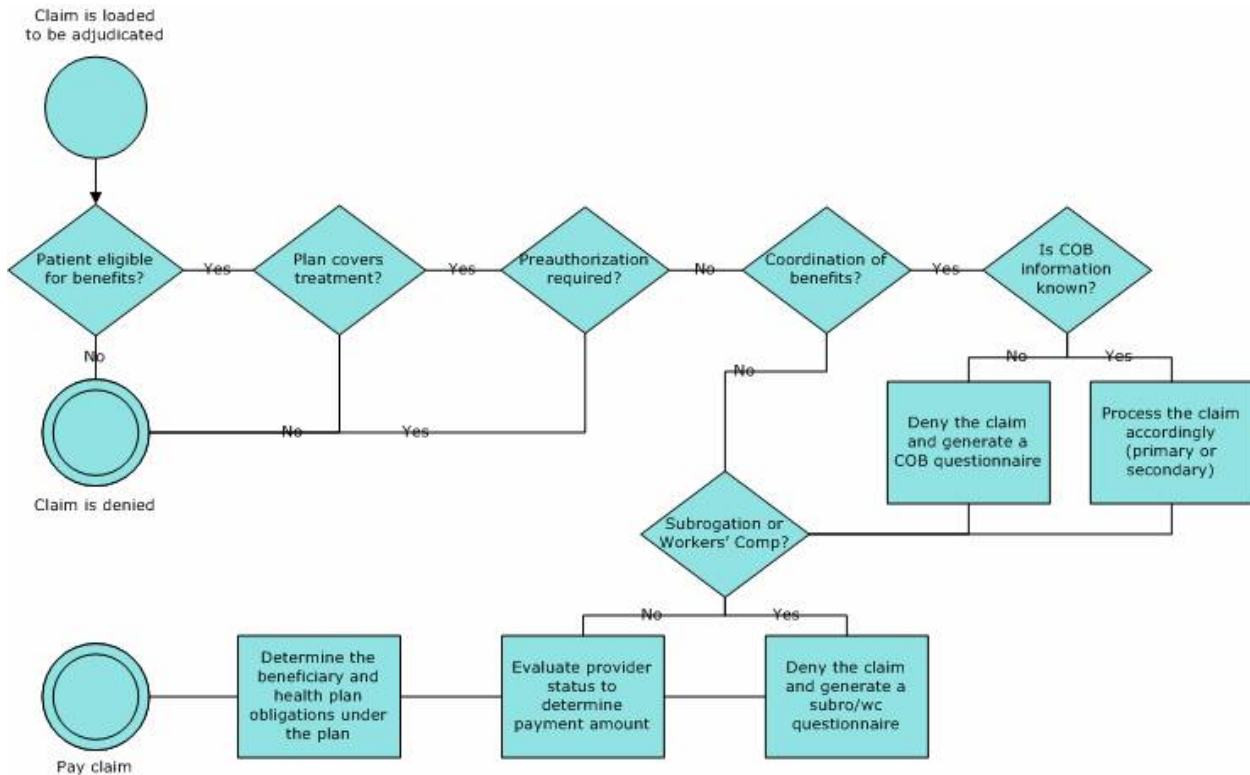 Claim is loaded
to be adjudicated
Patient eligible
for benefits?
Yes
Plan covers
treatment?
Yes
Preauthorization
required?
No
Coordination of
benefits?
Yes
Is COB
information
known?
No
No
Yes
No
Deny the claim
and generate a
COB questionnaire
Process the claim
accordingly
(primary or
secondary)
No
Yes
Claim is denied
Subrogation or
Workers' Comp?
No
Yes
Determine the
beneficiary and
health plan
obligations under
the plan
Evaluate provider
status to
determine
payment amount
Deny the claim
and generate a
subro/wc
questionnaire
Pay claim